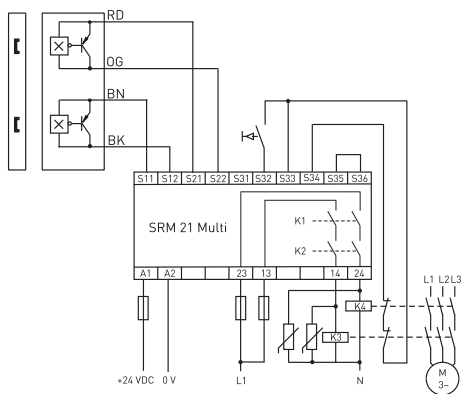 RD
OG
BN
BK
S11 S12 S21 S22 S31 S32 S33 S34 S35 S36
SRM 21 Multi
K1
K2
A1 A2 23 13 14 24
L1 L2 L3
K4
K3
+24 VDC 0 V L1 N
M
3~